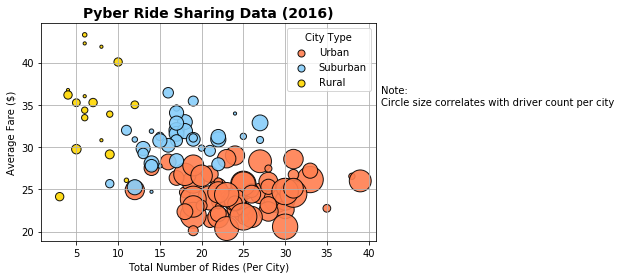 Pyber Ride Sharing Data (2016)
Average Fare ($)
40
35
30
25
20
City Type
Urban
Suburban
Rural
Note:
Circle size correlates with driver count per city
5 10 15 20 25 30 35 40
Total Number of Rides (Per City)